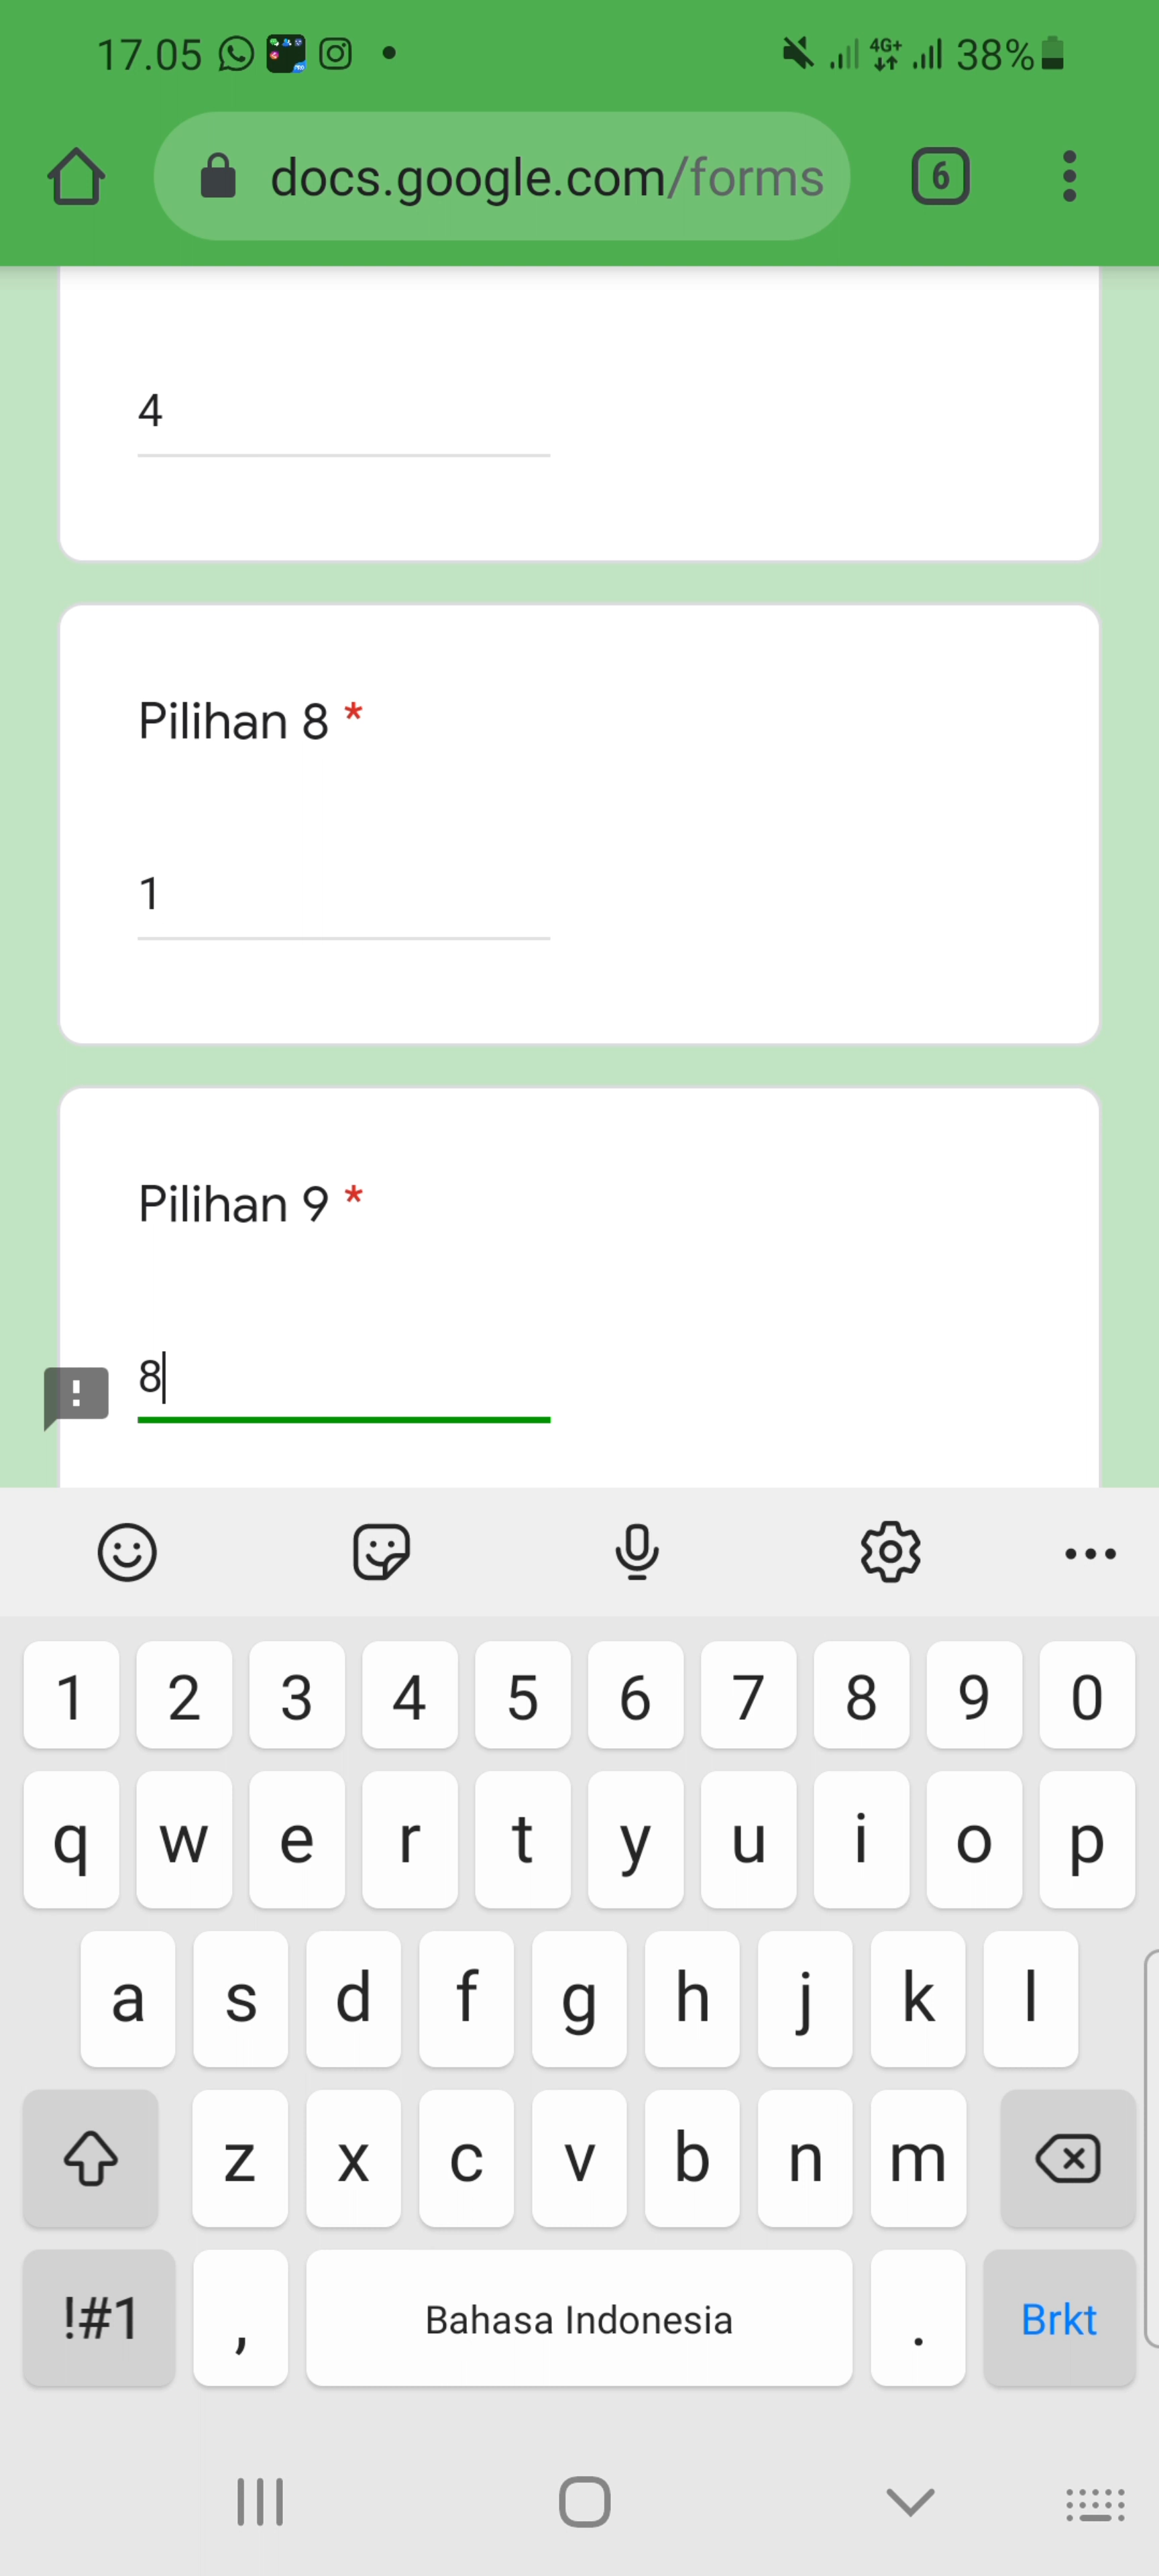 17.05 4G+ 38%
docs.google.com/forms 6
4
Pilihan 8 *
1
Pilihan 9 *
8
1 2 3 4 5 6 7 8 9 0
q w e r t y u i o p
a s d f g h j k l
z x c v b n m
!#1 , Bahasa Indonesia . Brkt